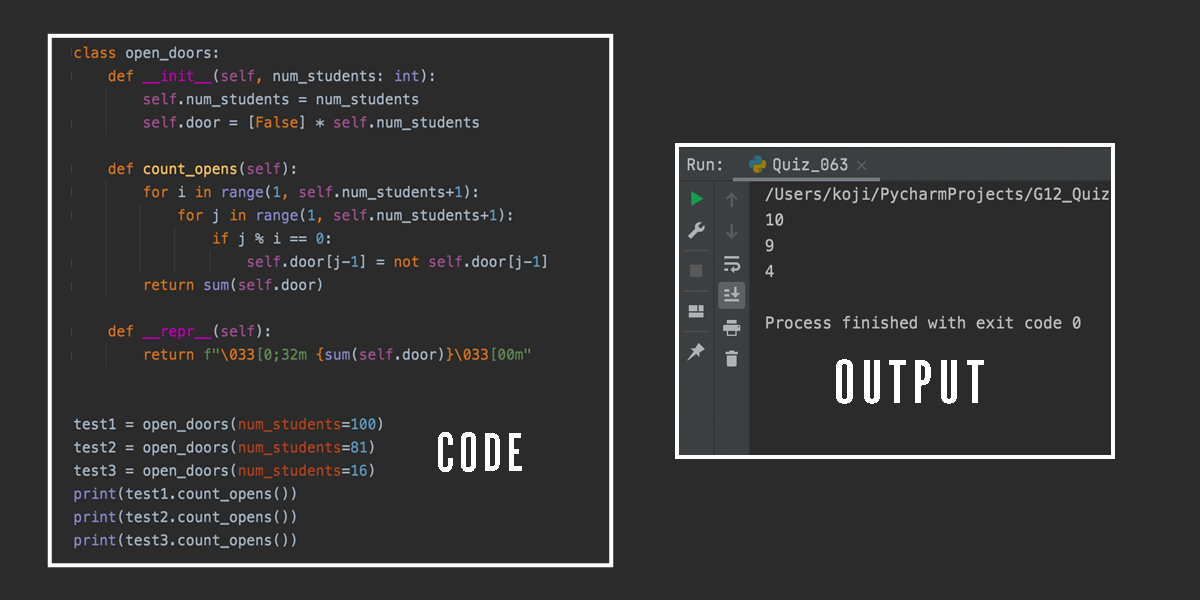 class open_doors:
def __init__(self, num_students: int):
self.num_students = num_students
self.door = [False] * self.num_students
def count_opens(self):
for i in range(1, self.num_students+1):
for j in range(1, self.num_students+1):
if j % i == 0:
self.door[j-1] = not self.door[j-1]
return sum(self.door)
def __repr__(self):
return f"\033[0;32m {sum(self.door)}\033[00m"
test1 = open_doors(num_students=100)
test2 = open_doors(num_students=81)
test3 = open_doors(num_students=16)
print(test1.count_opens())
print(test2.count_opens())
print(test3.count_opens())
CODE
Run: Quiz_063 ×
/Users/koji/PycharmProjects/G12_Quiz
10
9
4
Process finished with exit code 0
OUTPUT